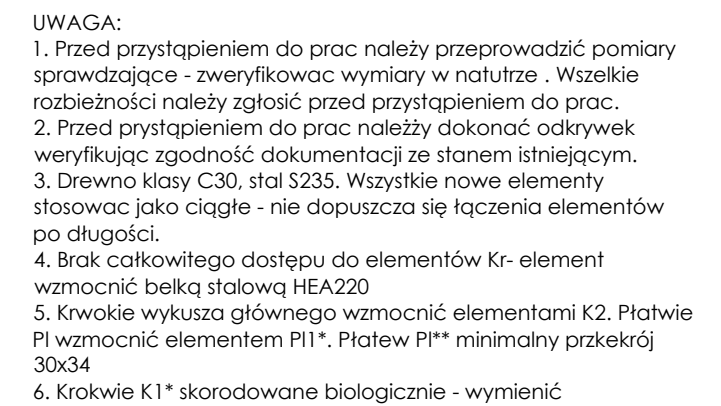 UWAGA:
1. Przed przystąpieniem do prac należy przeprowadzić pomiary
sprawdzające - zweryfikowac wymiary w natutrze . Wszelkie
rozbieżności należy zgłosić przed przystąpieniem do prac.
2. Przed prystąpieniem do prac należży dokonać odkrywek
weryfikując zgodność dokumentacji ze stanem istniejącym.
3. Drewno klasy C30, stal S235. Wszystkie nowe elementy
stosowac jako ciągłe - nie dopuszcza się łączenia elementów
po długości.
4. Brak całkowitego dostępu do elementów Kr- element
wzmocnić belką stalową HEA220
5. Krwokie wykusza głównego wzmocnić elementami K2. Płatwie
Pl wzmocnić elementem Pl1*. Płatew Pl** minimalny przkekrój
30x34
6. Krokwie K1* skorodowane biologicznie - wymienić